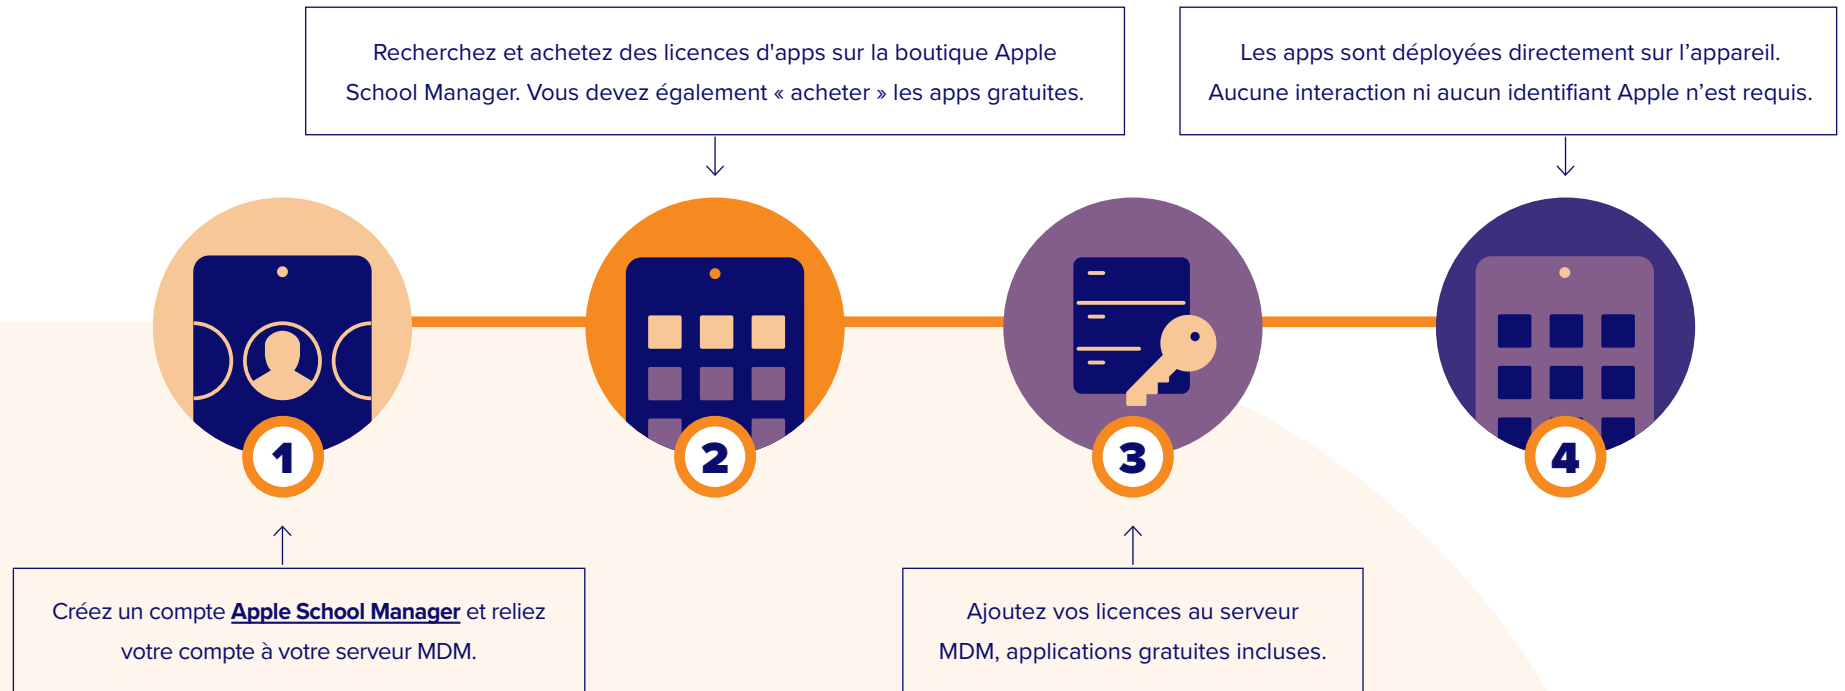 Recherchez et achetez des licences d'apps sur la boutique Apple
School Manager. Vous devez également « acheter » les apps gratuites.
Les apps sont déployées directement sur l’appareil.
Aucune interaction ni aucun identifiant Apple n’est requis.
1
2
3
4
Créez un compte Apple School Manager et reliez
votre compte à votre serveur MDM.
Ajoutez vos licences au serveur
MDM, applications gratuites incluses.